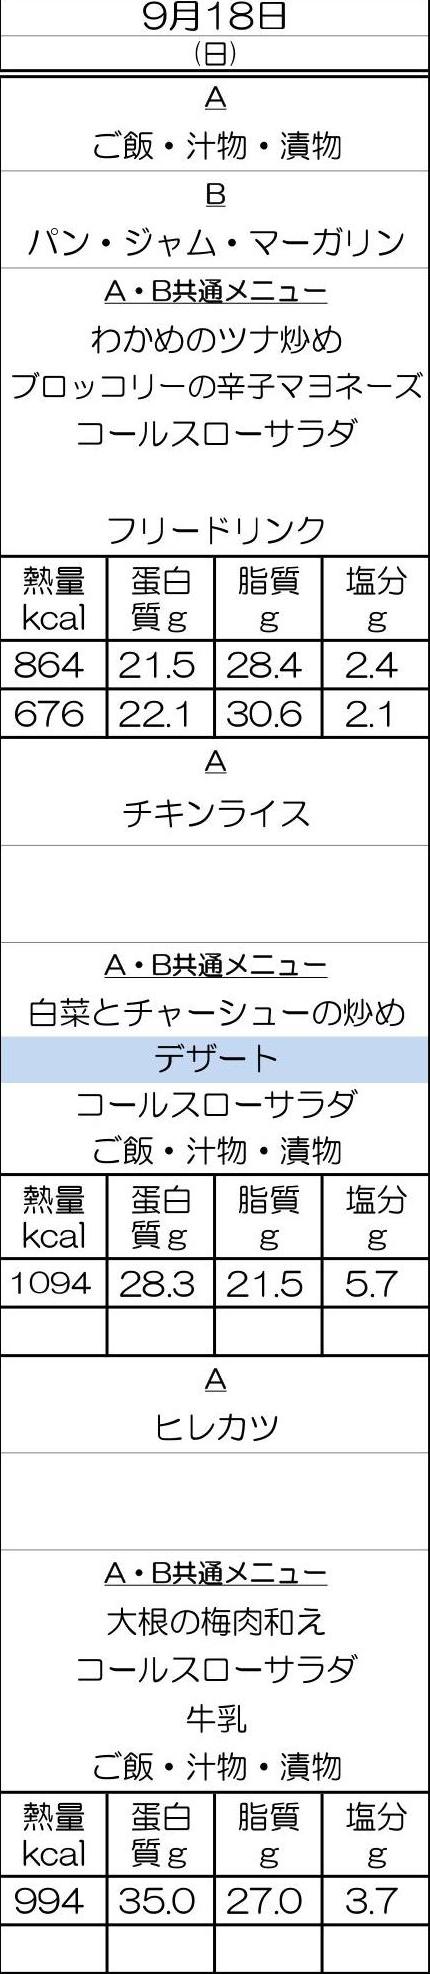 9月18日
(日)
A
ご飯・汁物・漬物
B
パン・ジャム・マーガリン
A・B共通メニュー
わかめのツナ炒め
ブロッコリーの辛子マヨネーズ
コールスローサラダ
フリードリンク
熱量 蛋白 脂質 塩分
kcal 質g g g
864 21.5 28.4 2.4
676 22.1 30.6 2.1
A
チキンライス
A・B共通メニュー
白菜とチャーシューの炒め
デザート
コールスローサラダ
ご飯・汁物・漬物
熱量 蛋白 脂質 塩分
kcal 質g g g
1094 28.3 21.5 5.7
A
ヒレカツ
A・B共通メニュー
大根の梅肉和え
コールスローサラダ
牛乳
ご飯・汁物・漬物
熱量 蛋白 脂質 塩分
kcal 質g g g
994 35.0 27.0 3.7